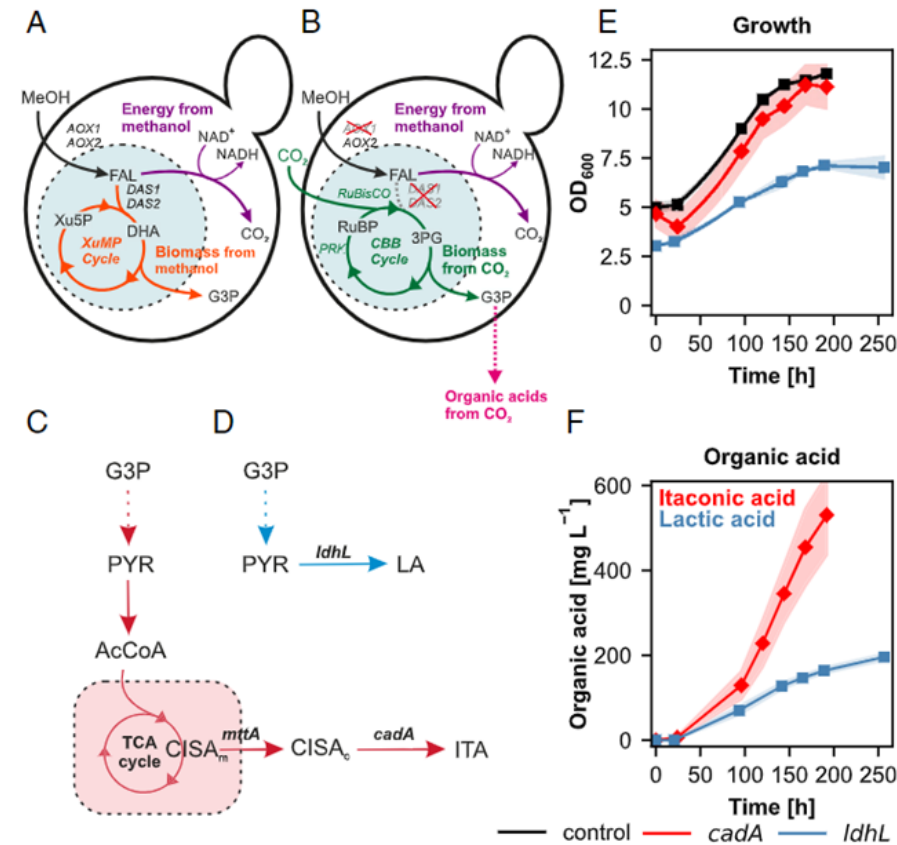 A
MeOH
AOX1
AOX2
Energy from
methanol
NAD+
NADH
FAL
DAS1
DAS2
Xu5P
DHA
CO2
XuMP
Cycle
Biomass from
methanol
G3P
B
MeOH
AOX1
AOX2
Energy from
methanol
NAD+
NADH
CO2
FAL
DAS1
DAS2
RuBisCO
RuBP
3PG
CO2
PRK
CBB
Cycle
Biomass
from CO2
G3P
Organic acids
from CO2
C
G3P
PYR
AcCoA
TCA
cycle
CISAm
mttA
CISAc
cadA
ITA
D
G3P
PYR
ldhL
LA
E
Growth
12.5
10
7.5
5
2.5
0
OD600
0 50 100 150 200 250
Time [h]
F
Organic acid
Itaconic acid
Lactic acid
600
400
200
0
Organic acid [mg L−1]
0 50 100 150 200 250
Time [h]
control cadA ldhL